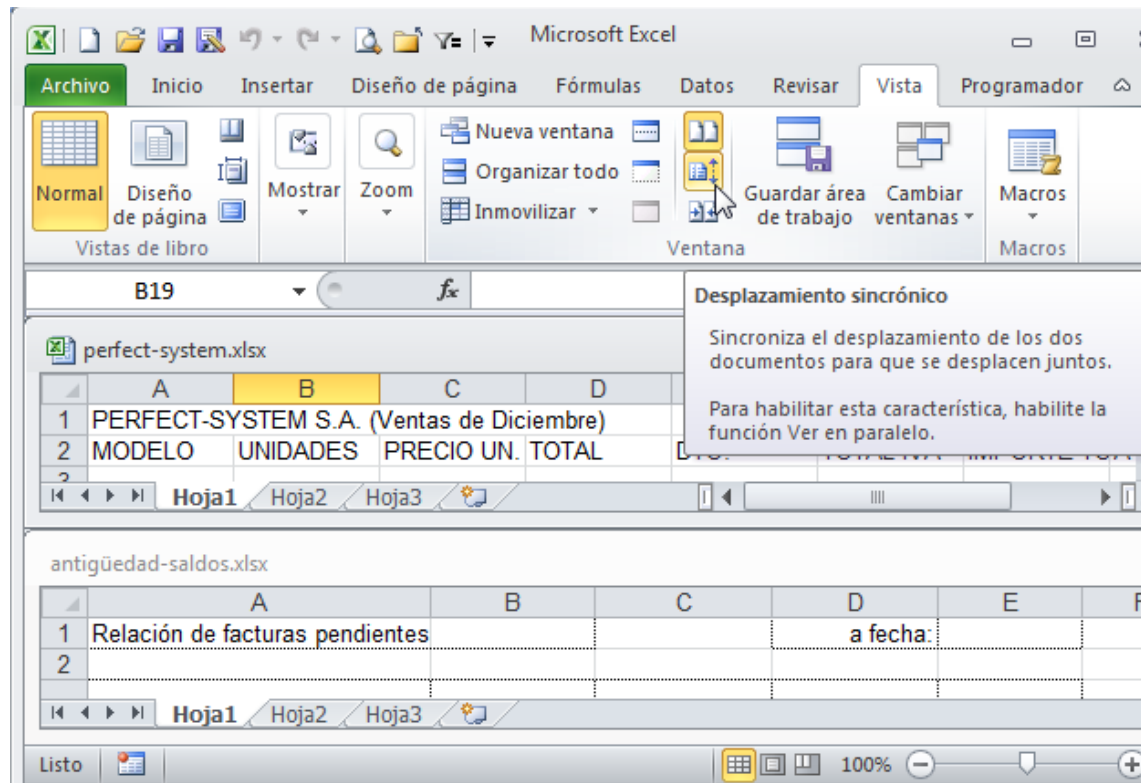 Microsoft Excel
Archivo Inicio Insertar Diseño de página Fórmulas Datos Revisar Vista Programador
Normal
Diseño
de página
Mostrar
Zoom
Nueva ventana
Organizar todo
Inmovilizar
Guardar área
de trabajo
Cambiar
ventanas
Macros
Vistas de libro
Ventana
Macros
B19
fx
Desplazamiento sincrónico
Sincroniza el desplazamiento de los dos
documentos para que se desplacen juntos.
Para habilitar esta característica, habilite la
función Ver en paralelo.
perfect-system.xlsx
A B C D
1 PERFECT-SYSTEM S.A. (Ventas de Diciembre)
2 MODELO UNIDADES PRECIO UN. TOTAL
Hoja1 Hoja2 Hoja3
antigüedad-saldos.xlsx
A B C D E
1 Relación de facturas pendientes a fecha:
2
Hoja1 Hoja2 Hoja3
Listo 100%